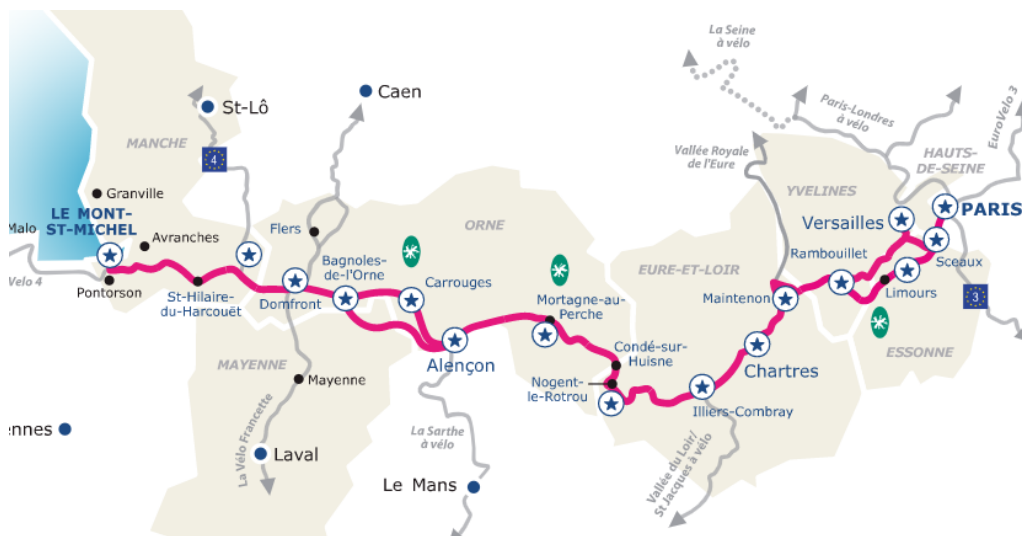 La Seine
à vélo
Caen
St-Lô
MANCHE
4
Paris-Londres
à vélo
EuroVelo 3
Vallée Royale
de l'Eure
HAUTS-
DE-SEINE
Granville
YVELINES
LE MONT-
ST-MICHEL
Versailles
PARIS
Malo
Avranches
Flers
ORNE
Bagnoles-
de-l'Orne
Rambouillet
Sceaux
EURE-ET-LOIR
Velo 4
Pontorson
St-Hilaire-
du-Harcouët
Domfront
Carrouges
Mortagne-au-
Perche
Maintenon
Limours
3
Condé-sur-
Huisne
ESSONNE
MAYENNE
Mayenne
Alençon
Chartres
Nogent-
le-Rotrou
Illiers-Combray
ennes
La Vélo Francette
Laval
La Sarthe
à vélo
Le Mans
Vallée du Loir/
St Jacques à vélo